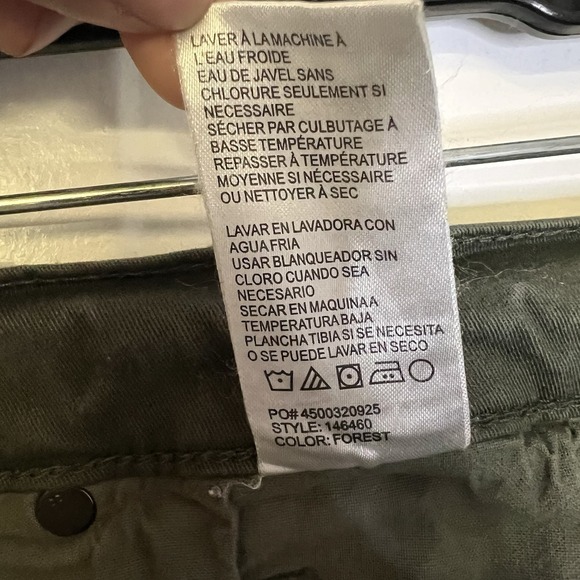 LAVER À LA MACHINE À
L'EAU FROIDE
EAU DE JAVEL SANS
CHLORURE SEULEMENT SI
NECESSAIRE
SÉCHER PAR CULBUTAGE À
BASSE TEMPÉRATURE
REPASSER À TEMPÉRATURE
MOYENNE SI NÉCESSAIRE
OU NETTOYER À SEC
LAVAR EN LAVADORA CON
AGUA FRIA
USAR BLANQUEADOR SIN
CLORO CUANDO SEA
NECESARIO
SECAR EN MAQUINA A
TEMPERATURA BAJA
PLANCHA TIBIA SI SE NECESITA
O SE PUEDE LAVAR EN SECO
PO# 4500320925
STYLE: 146460
COLOR: FOREST